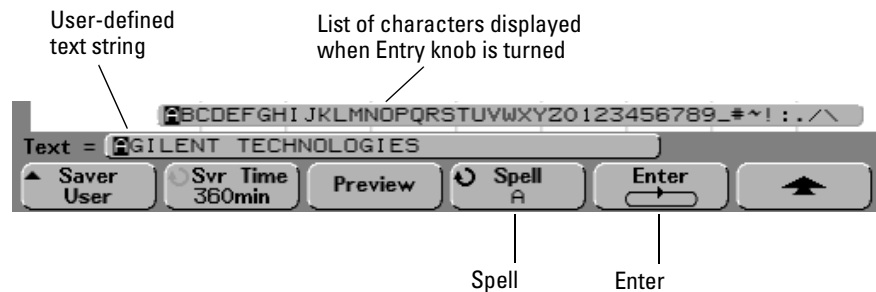 User-defined
text string
List of characters displayed
when Entry knob is turned
ABCDEFGHIJKLMNOPQRSTUVWXYZ0123456789_#*~!:./\
Text = AGILENT TECHNOLOGIES
Saver
User
Svr Time
360min
Preview
Spell
A
Enter
Spell
Enter